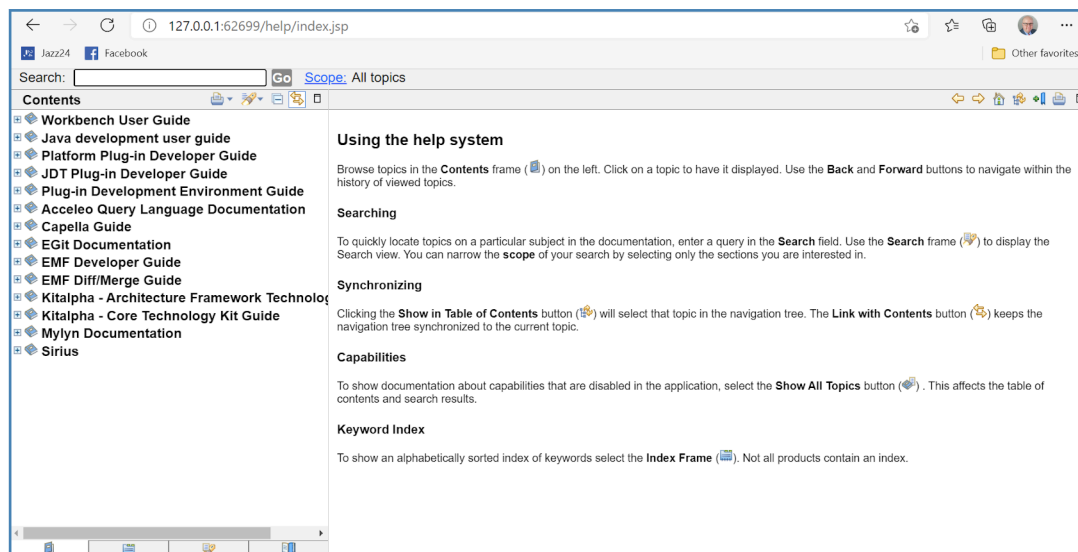 127.0.0.1:62699/help/index.jsp
Jazz24 Facebook Other favorites
Search: Go Scope: All topics
Contents
Workbench User Guide
Java development user guide
Platform Plug-in Developer Guide
JDT Plug-in Developer Guide
Plug-in Development Environment Guide
Acceleo Query Language Documentation
Capella Guide
EGit Documentation
EMF Developer Guide
EMF Diff/Merge Guide
Kitalpha - Architecture Framework Technolog
Kitalpha - Core Technology Kit Guide
Mylyn Documentation
Sirius
Using the help system
Browse topics in the Contents frame ( ) on the left. Click on a topic to have it displayed. Use the Back and Forward buttons to navigate within the
history of viewed topics.
Searching
To quickly locate topics on a particular subject in the documentation, enter a query in the Search field. Use the Search frame ( ) to display the
Search view. You can narrow the scope of your search by selecting only the sections you are interested in.
Synchronizing
Clicking the Show in Table of Contents button ( ) will select that topic in the navigation tree. The Link with Contents button ( ) keeps the
navigation tree synchronized to the current topic.
Capabilities
To show documentation about capabilities that are disabled in the application, select the Show All Topics button ( ) . This affects the table of
contents and search results.
Keyword Index
To show an alphabetically sorted index of keywords select the Index Frame ( ). Not all products contain an index.